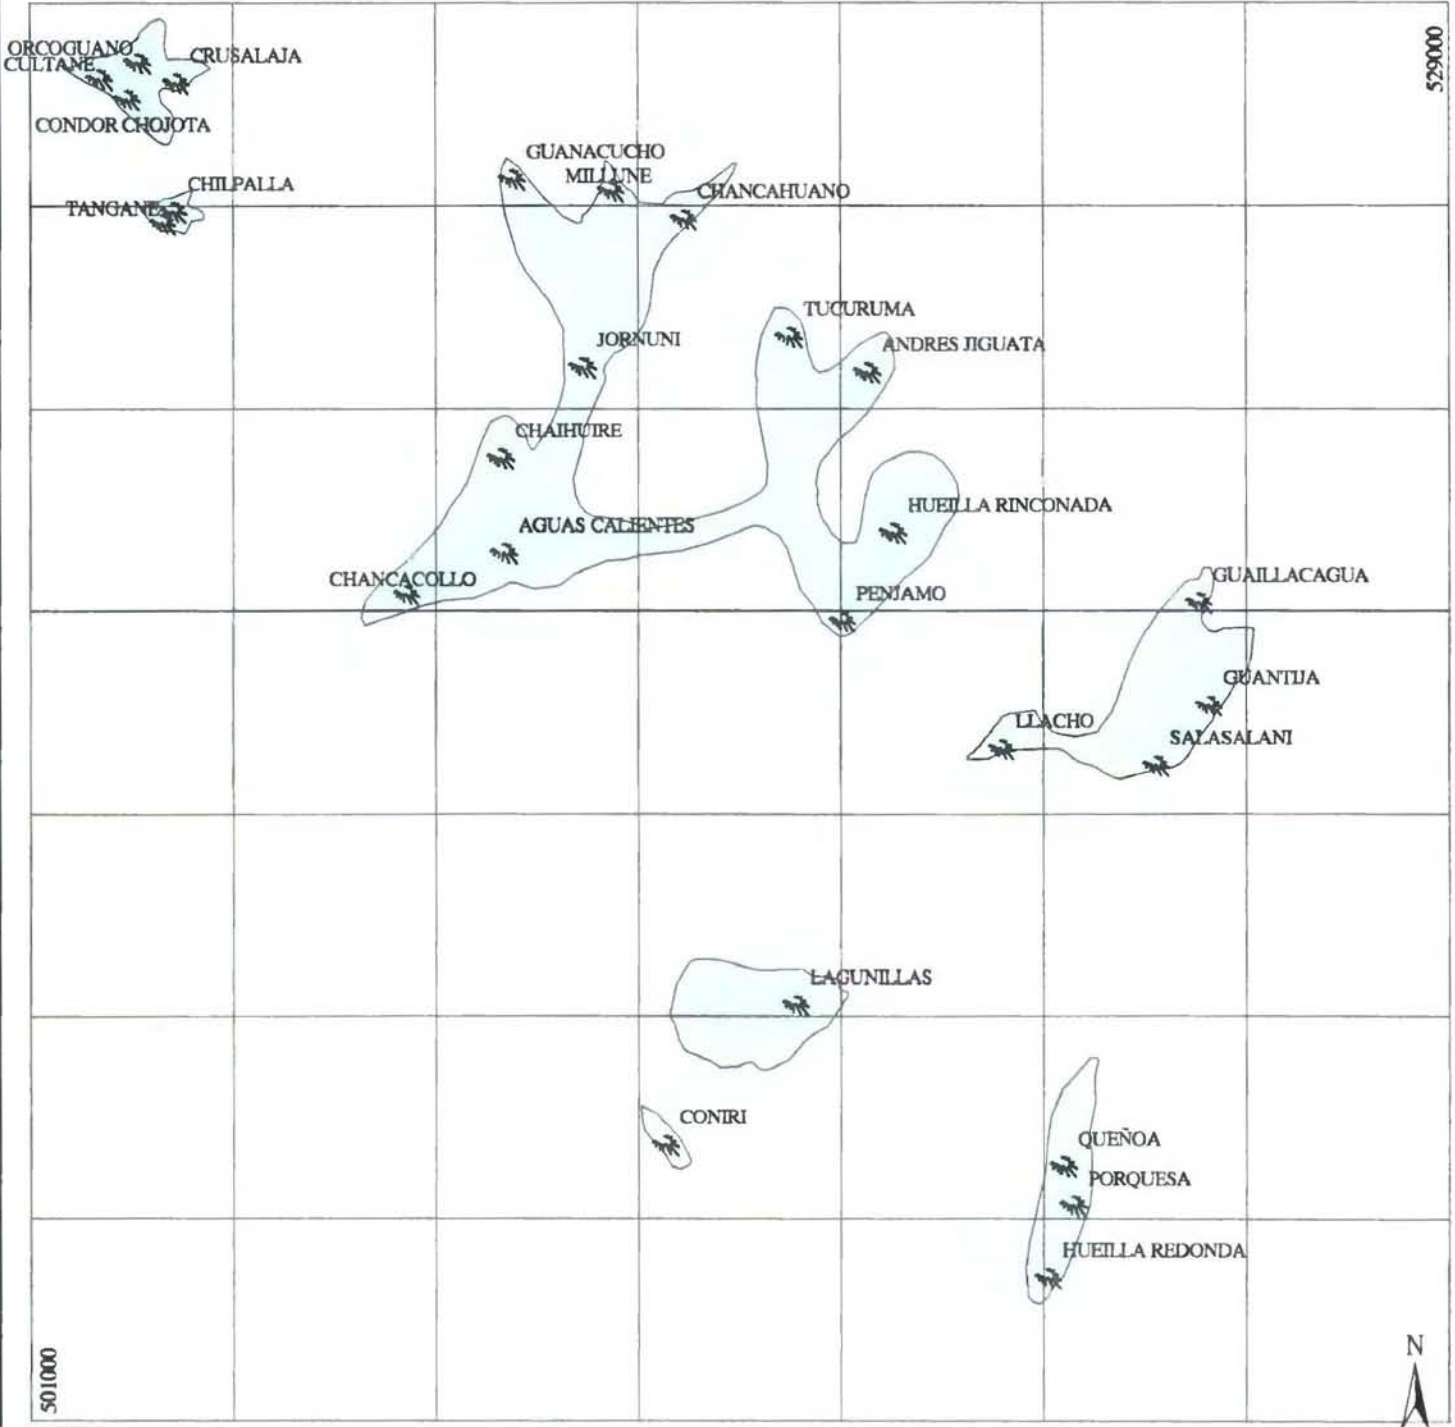 529000
ORCOGUANO
CRUSALAJA
CULTANE
CONDOR CHOJOTA
GUANACUCHO
MILLUNE
CHILPALLA
CHANCAHUANO
TANGANE
TUCURUMA
JORNUNI
ANDRES JIGUATA
CHAIHUIRE
HUEILLA RINCONADA
AGUAS CALIENTES
CHANCACOLLO
GUAILLACAGUA
PENJAMO
GUANTIJA
LLACHO
SALASALANI
LAGUNILLAS
CONIRI
QUEÑOA
PORQUESA
HUEILLA REDONDA
N
501000